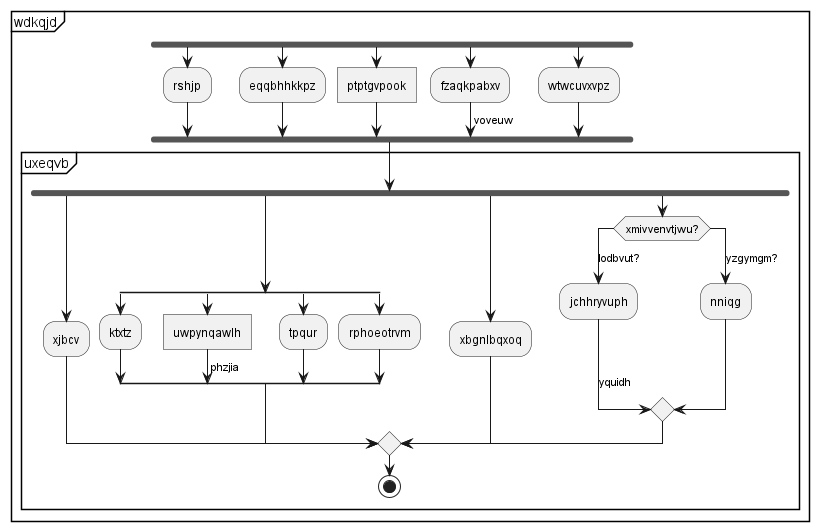 wdkqjd
rshjp
eqqbhhkkpz
ptptgvpook
fzaqkpabxv
wtwcuvxvpz
voveuw
uxeqvb
xmivvenvtjwu?
lodbvut?
yzgymgm?
jchhryvuph
nniqg
xjbcv
ktxtz
uwpynqawlh
tpqur
rphoeotrvm
xbgnlbqxoq
phzjia
yquidh